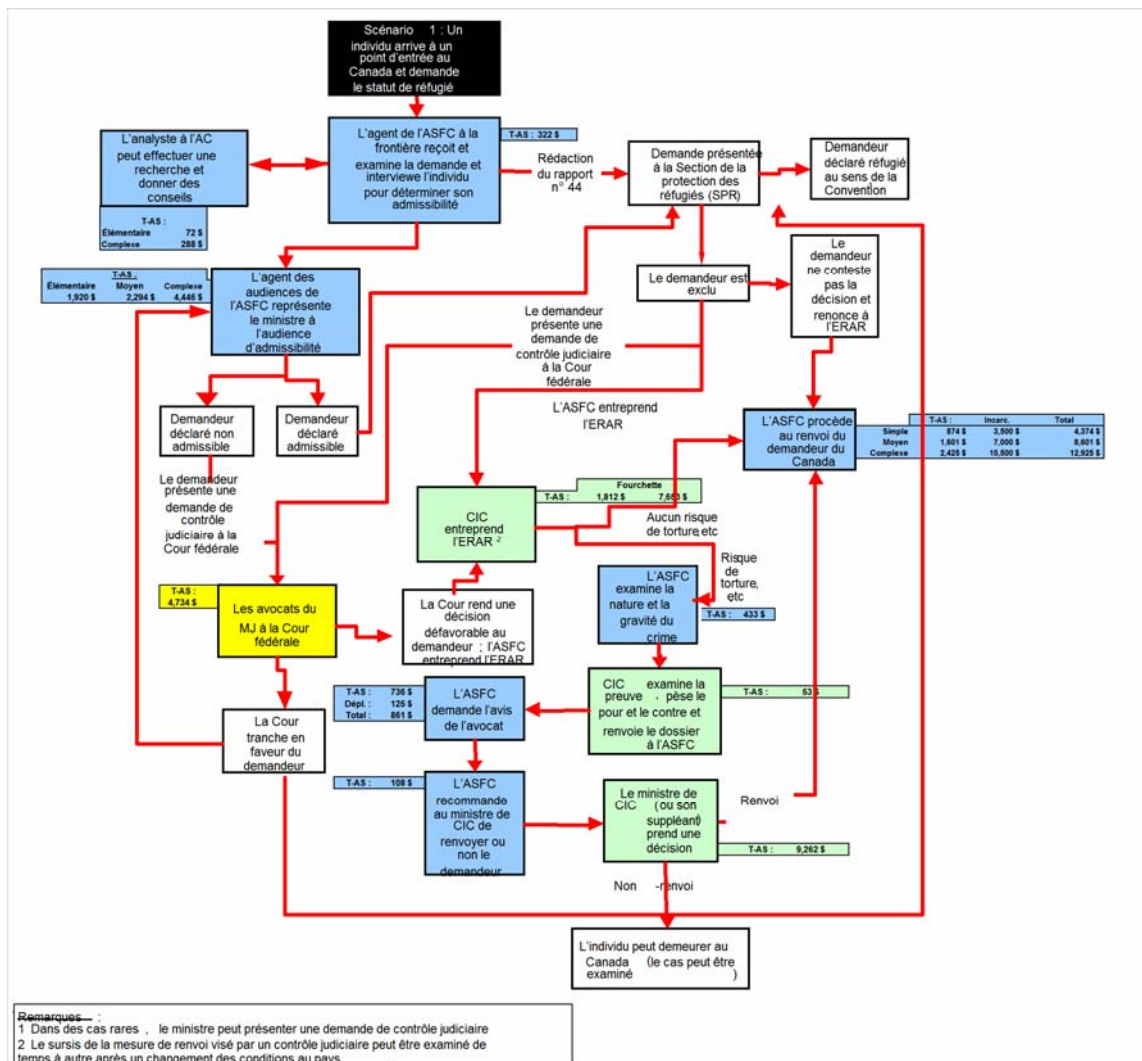 Scénario 1 : Un
individu arrive à un
point d'entrée au
Canada et demande
le statut de réfugié
L'analyste à l'AC
peut effectuer une
recherche et
donner des
conseils
T-AS :
Élémentaire 72 $
Complexe 288 $
L'agent de l'ASFC à la
frontière reçoit et
examine la demande et
interviewe l'individu
pour déterminer son
admissibilité
T-AS : 322 $
Rédaction
du rapport
n° 44
Demande présentée
à la Section de la
protection des
réfugiés (SPR)
Demandeur
déclaré réfugié
au sens de la
Convention
T-AS :
Élémentaire Moyen Complexe
1,920 $ 2,294 $ 4,446 $
L'agent des
audiences de
l'ASFC représente
le ministre à
l'audience
d'admissibilité
Le demandeur est
exclu
Le
demandeur
ne conteste
pas la
décision et
renonce à
l'ERAR
Le demandeur
présente une
demande de
contrôle judiciaire
à la Cour
fédérale
Demandeur
déclaré non
admissible
Demandeur
déclaré
admissible
L'ASFC entreprend
l'ERAR
L'ASFC procède
au renvoi du
demandeur du
Canada
T-AS : Incarc. Total
Simple 874 $ 3,500 $ 4,374 $
Moyen 1,601 $ 7,000 $ 8,601 $
Complexe 2,425 $ 10,500 $ 12,925 $
Le demandeur
présente une
demande de
contrôle
judiciaire à la
Cour fédérale
Fourchette
T-AS : 1,812 $
CIC
entreprend
l'ERAR 2
Aucun risque
de torture, etc
Risque
de
torture,
etc
L'ASFC
examine la
nature et la
gravité du
crime
T-AS : 433 $
T-AS :
4,734 $
Les avocats du
MJ à la Cour
fédérale
La Cour rend une
décision
défavorable au
demandeur ; l'ASFC
entreprend l'ERAR
T-AS : 736 $
Dépl. : 125 $
Total : 861 $
L'ASFC
demande l'avis
de l'avocat
CIC examine la
preuve , pèse le
pour et le contre et
renvoie le dossier
à l'ASFC
T-AS : 53 $
La Cour
tranche en
faveur du
demandeur
T-AS : 108 $
L'ASFC
recommande
au ministre de
CIC de
renvoyer ou
non le
demandeur
Le ministre de
CIC (ou son
suppléant)
prend une
décision
Renvoi
T-AS : 9,262 $
Non -renvoi
L'individu peut demeurer au
Canada (le cas peut être
examiné )
Remarques :
1 Dans des cas rares , le ministre peut présenter une demande de contrôle judiciaire
2 Le sursis de la mesure de renvoi visé par un contrôle judiciaire peut être examiné de
temps à autre après un changement des conditions au pays